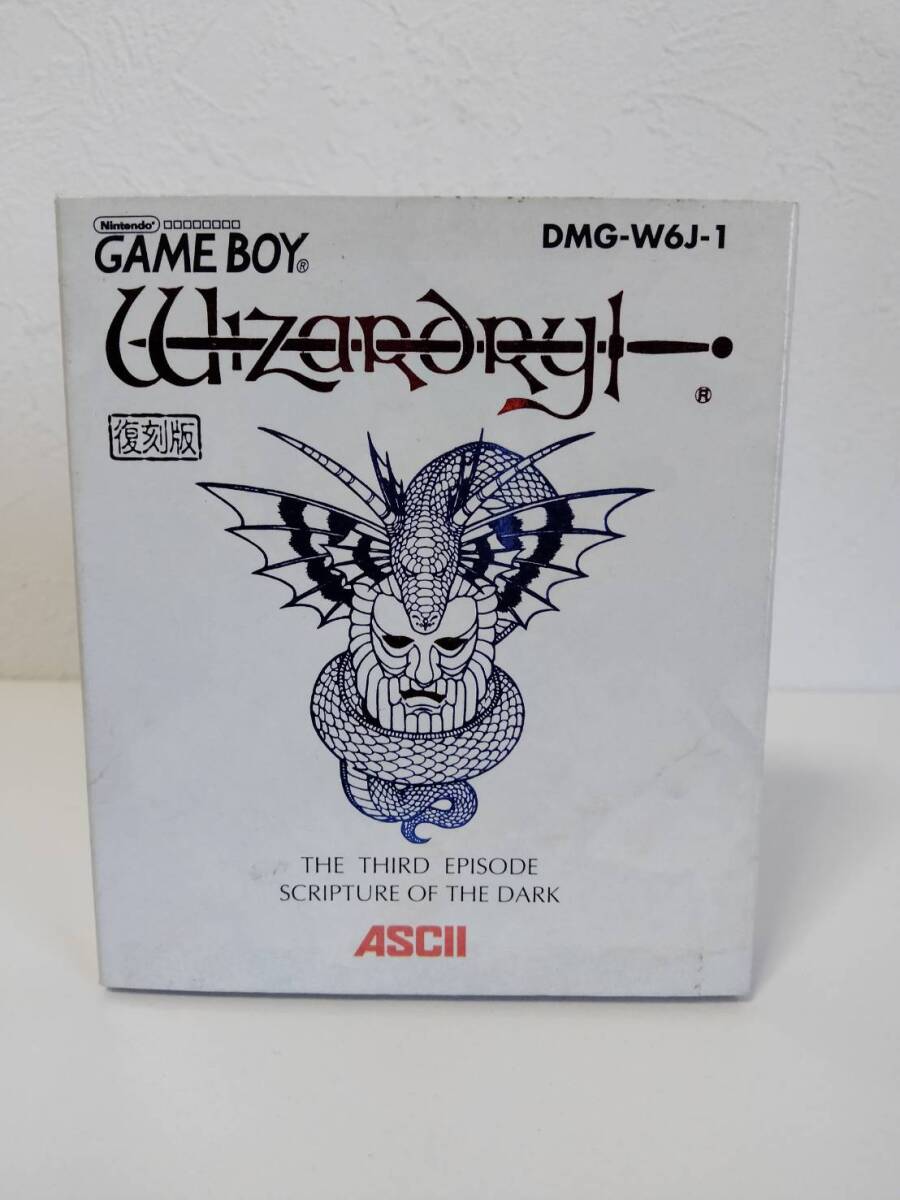 Nintendo®
GAME BOY®
DMG-W6J-1
Wizardry
®
復刻版
THE THIRD EPISODE
SCRIPTURE OF THE DARK
ASCII